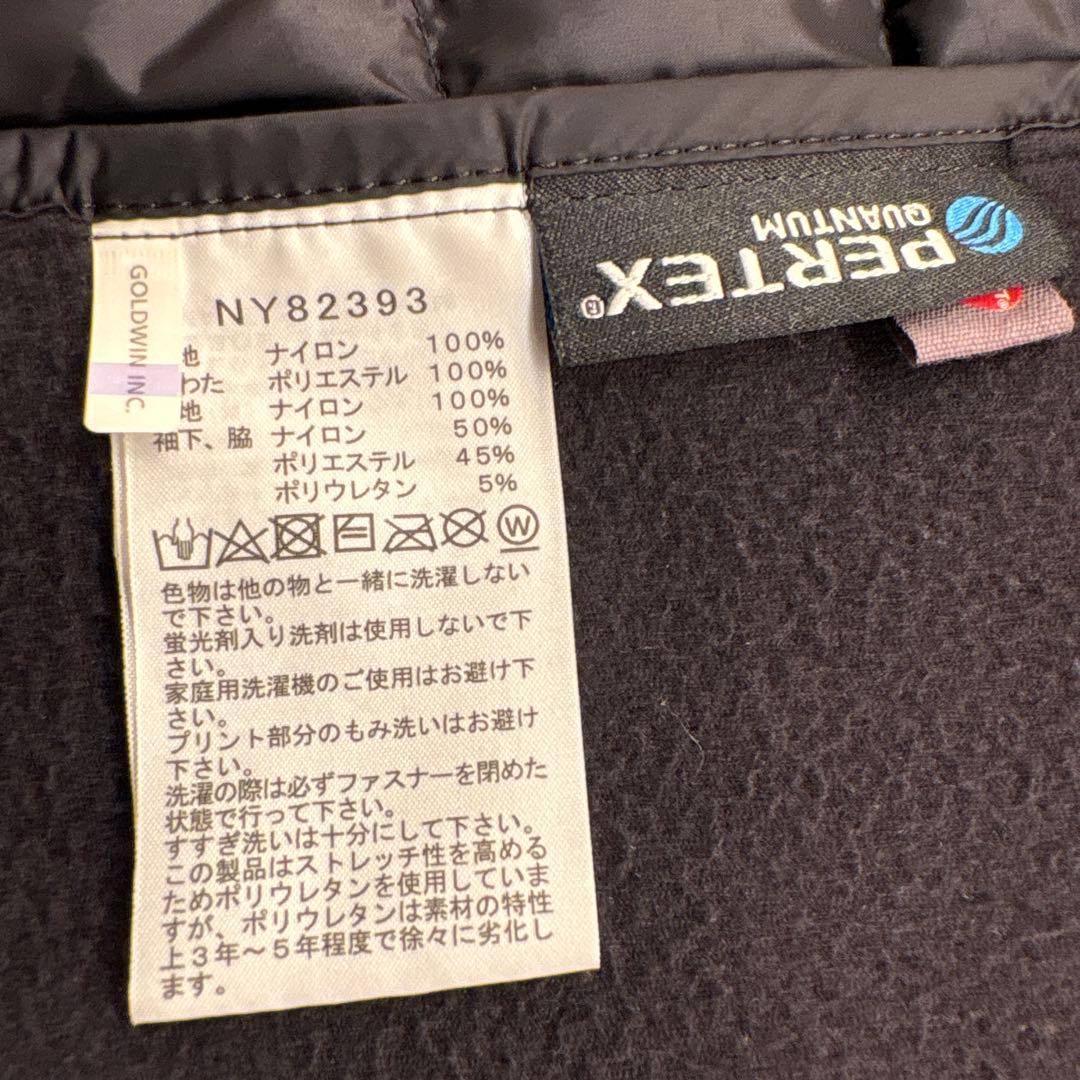 GOLDWIN INC.
NY82393
地 ナイロン 100%
わた ポリエステル 100%
地 ナイロン 100%
袖下、脇 ナイロン 50%
ポリエステル 45%
ポリウレタン 5%
W
色物は他の物と一緒に洗濯しない
で下さい。
蛍光剤入り洗剤は使用しないで下
さい。
家庭用洗濯機のご使用はお避け下
さい。
プリント部分のもみ洗いはお避け
下さい。
洗濯の際は必ずファスナーを閉めた
状態で行って下さい。
すすぎ洗いは十分にして下さい。
この製品はストレッチ性を高める
ためポリウレタンを使用していま
すが、ポリウレタンは素材の特性
上3年～5年程度で徐々に劣化し
ます。
PERTEX®
QUANTUM